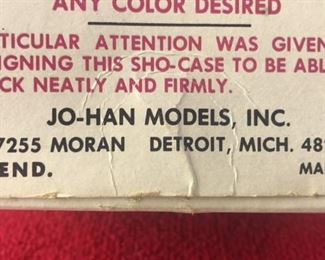 ANY COLOR DESIRED
TICULAR ATTENTION WAS GIVEN
SIGNING THIS SHO-CASE TO BE ABL
CK NEATLY AND FIRMLY.
JO-HAN MODELS, INC.
7255 MORAN DETROIT, MICH. 48
END.
MA